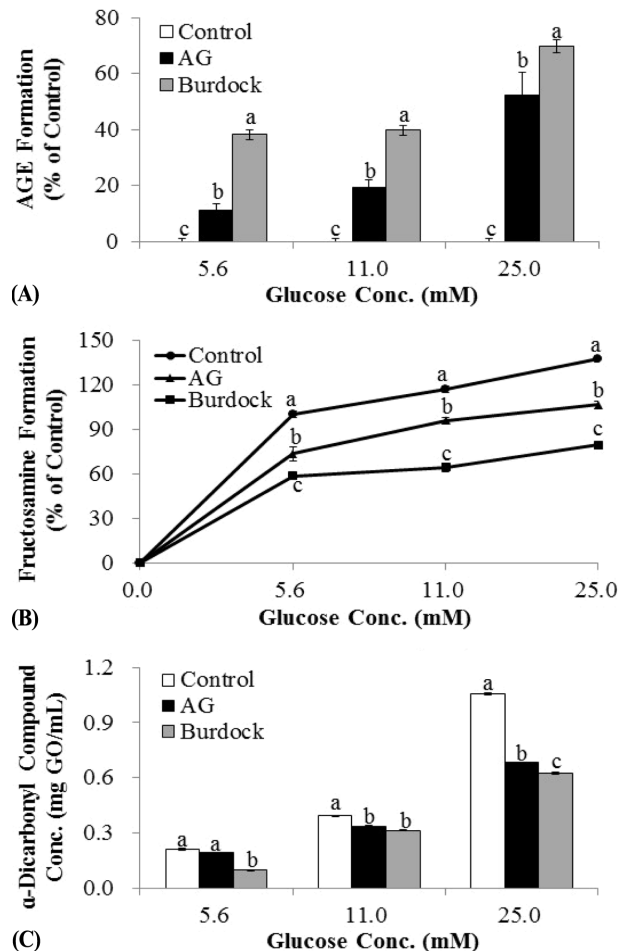 80
60
40
20
0
AGE Formation
(% of Control)
Control
AG
Burdock
c
b
a
c
b
a
c
b
a
5.6
11.0
25.0
Glucose Conc. (mM)
(A)
150
120
90
60
30
0
Fructosamine Formation
(% of Control)
Control
AG
Burdock
a
b
c
a
b
c
a
b
c
0.0
5.6
11.0
25.0
Glucose Conc. (mM)
(B)
1.2
0.9
0.6
0.3
0.0
α-Dicarbonyl Compound
Conc. (mg GO/mL)
Control
AG
Burdock
a
a
b
a
b
b
a
b
c
5.6
11.0
25.0
(C)